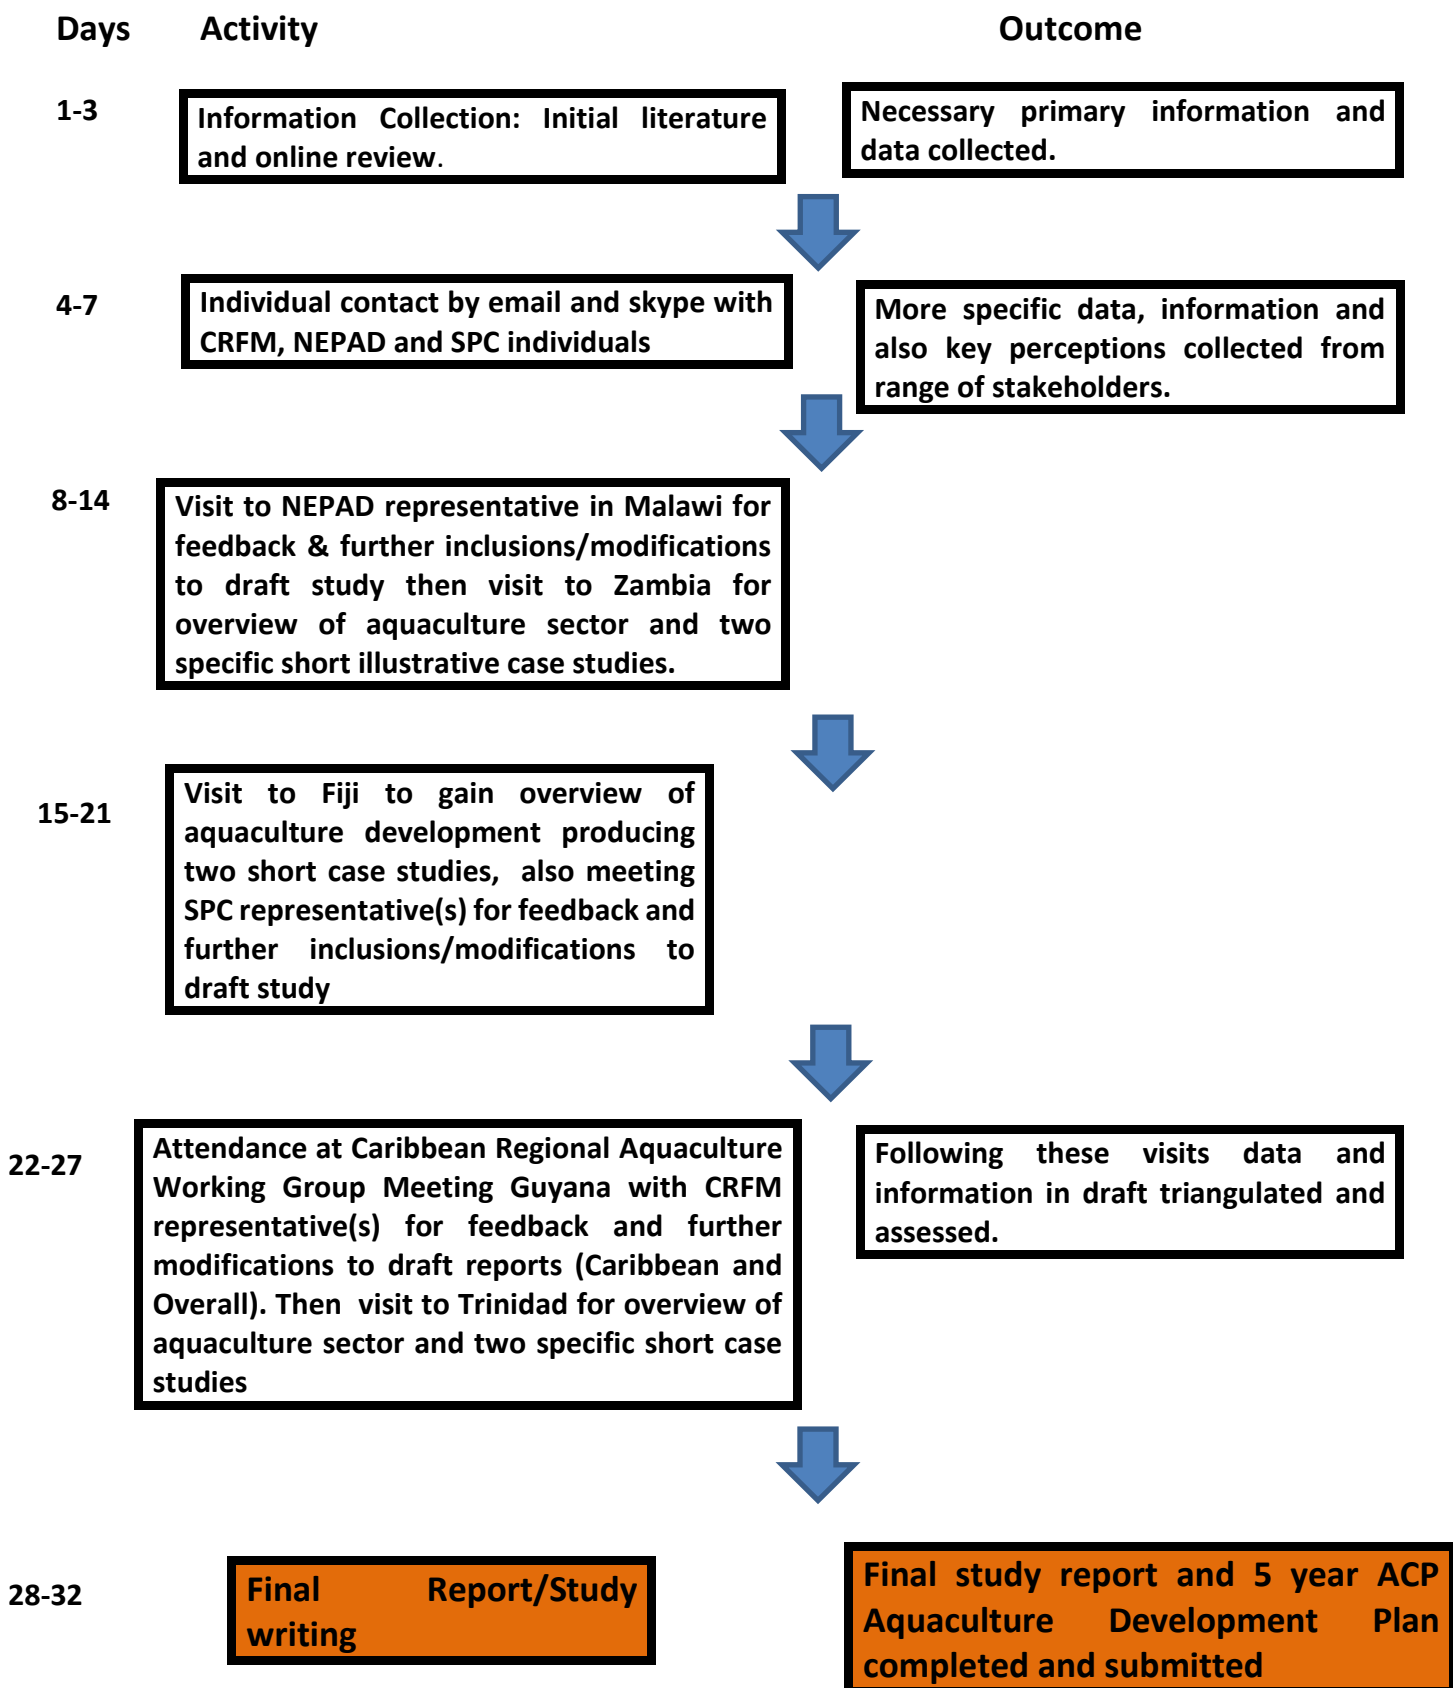 Days Activity Outcome
1-3
Information Collection: Initial literature
and online review.
Necessary primary information and
data collected.
4-7
Individual contact by email and skype with
CRFM, NEPAD and SPC individuals
More specific data, information and
also key perceptions collected from
range of stakeholders.
8-14
Visit to NEPAD representative in Malawi for
feedback & further inclusions/modifications
to draft study then visit to Zambia for
overview of aquaculture sector and two
specific short illustrative case studies.
15-21
Visit to Fiji to gain overview of
aquaculture development producing
two short case studies, also meeting
SPC representative(s) for feedback and
further inclusions/modifications to
draft study
22-27
Attendance at Caribbean Regional Aquaculture
Working Group Meeting Guyana with CRFM
representative(s) for feedback and further
modifications to draft reports (Caribbean and
Overall). Then visit to Trinidad for overview of
aquaculture sector and two specific short case
studies
Following these visits data and
information in draft triangulated and
assessed.
28-32
Final Report/Study
writing
Final study report and 5 year ACP
Aquaculture Development Plan
completed and submitted